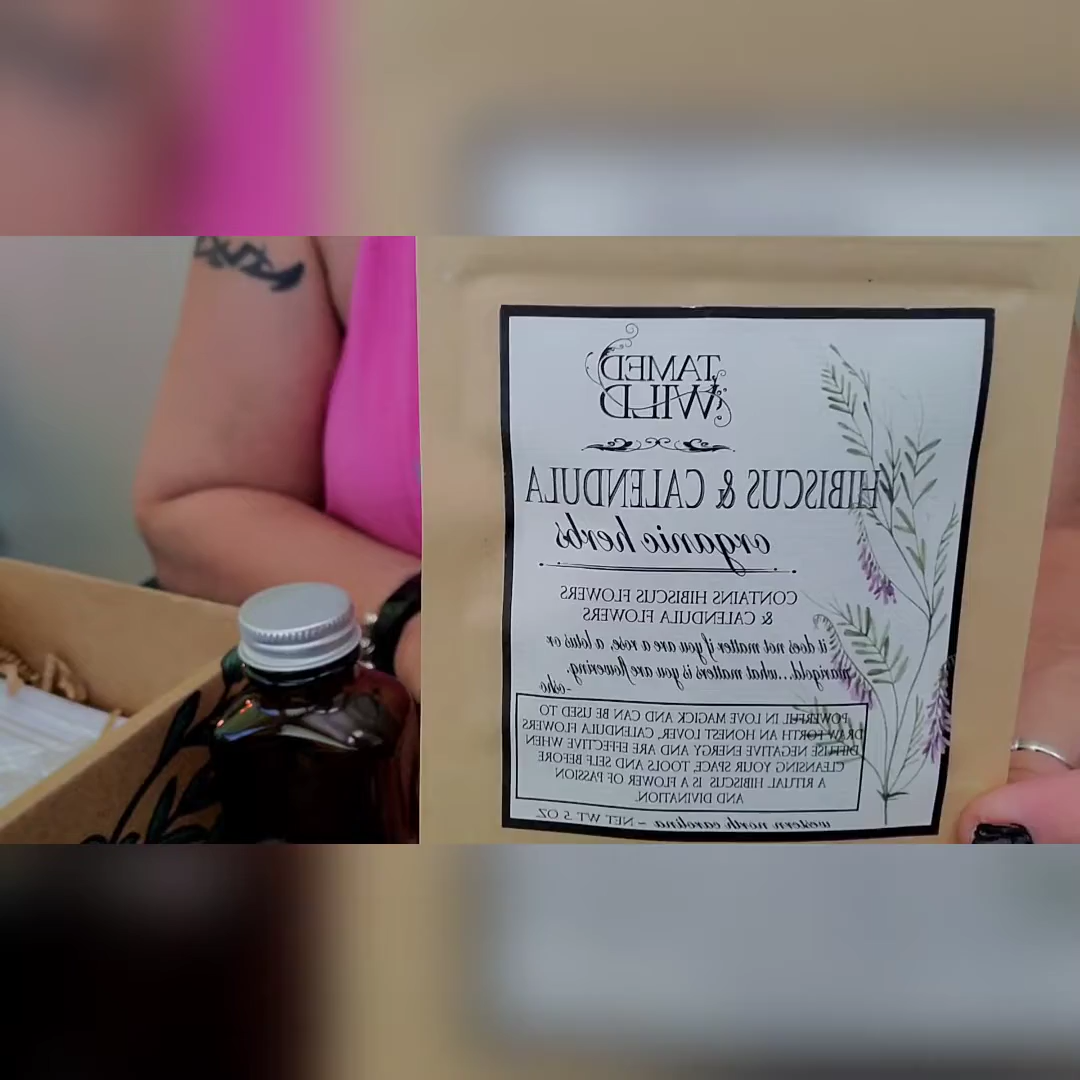 TAMED
WILD
HIBISCUS & CALENDULA
organic herbs
CONTAINS HIBISCUS FLOWERS
& CALENDULA FLOWERS
it does not matter if you are a rose, a lotus or
marigold...what matters is you are flowering.
-osho
POWERFUL IN LOVE MAGICK AND CAN BE USED TO
DRAW FORTH AN HONEST LOVER, CALENDULA FLOWERS
DIFFUSE NEGATIVE ENERGY AND ARE EFFECTIVE WHEN
CLEANSING YOUR SPACE, TOOLS AND SELF BEFORE
A RITUAL. HIBISCUS IS A FLOWER OF PASSION
AND DIVINATION.
western north carolina ~ NET WT .5 OZ